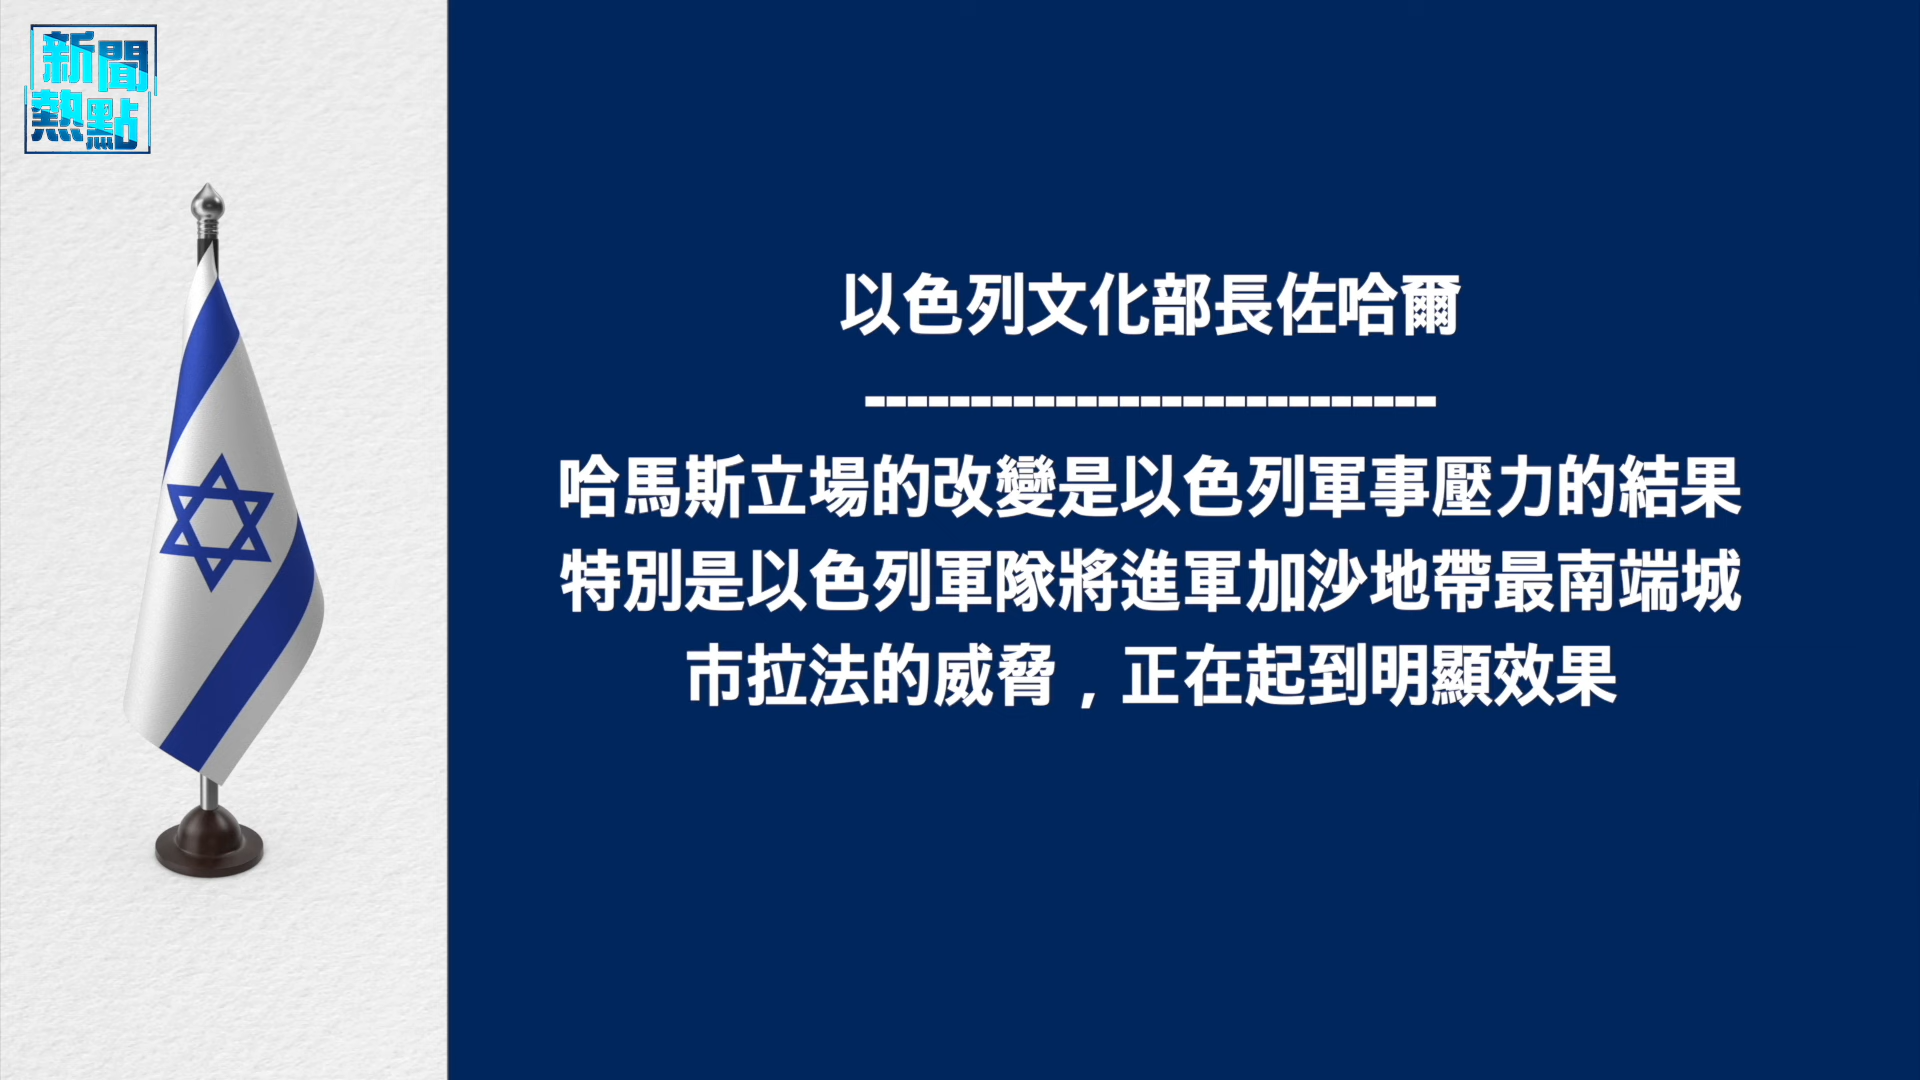 新聞
熱點
以色列文化部長佐哈爾
---------------------------
哈馬斯立場的改變是以色列軍事壓力的結果
特別是以色列軍隊將進軍加沙地帶最南端城
市拉法的威脅，正在起到明顯效果